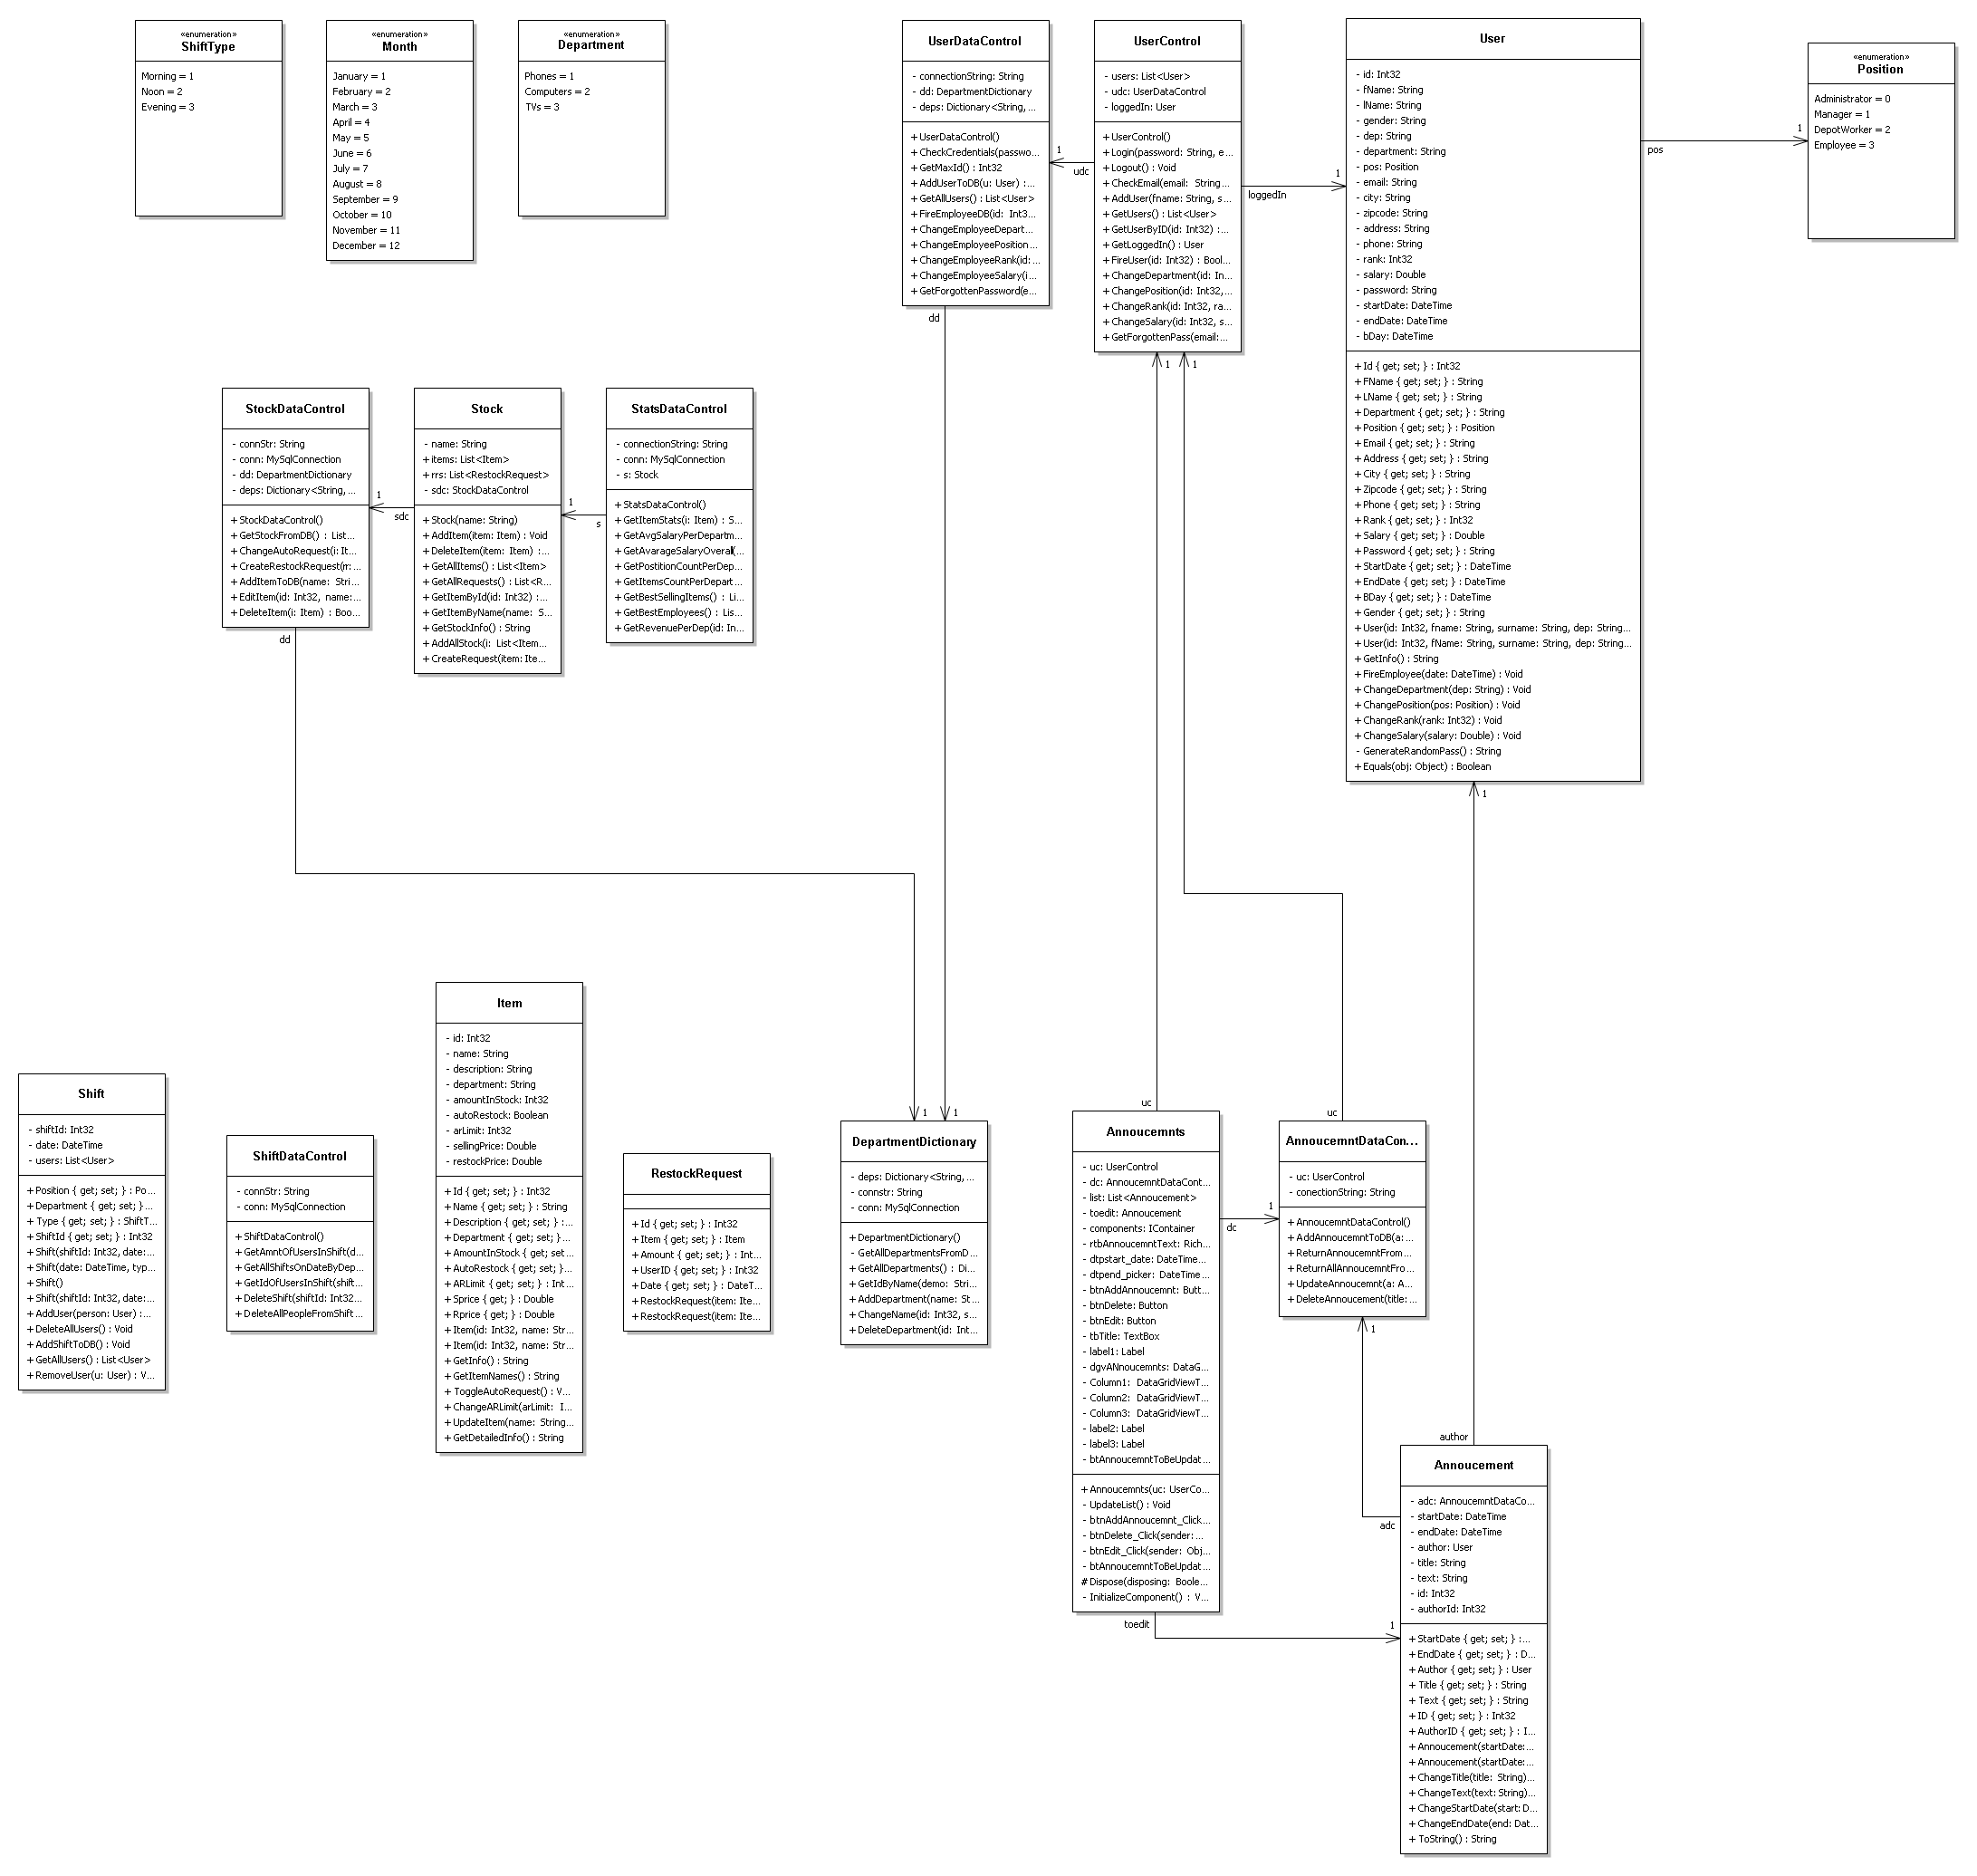 «enumeration»
ShiftType
Morning = 1
Noon = 2
Evening = 3
«enumeration»
Month
January = 1
February = 2
March = 3
April = 4
May = 5
June = 6
July = 7
August = 8
September = 9
October = 10
November = 11
December = 12
«enumeration»
Department
Phones = 1
Computers = 2
TVs = 3
UserDataControl
- connectionString: String
- dd: DepartmentDictionary
- deps: Dictionary<String, ...
+ UserDataControl()
+ CheckCredentials(passwo...
+ GetMaxId() : Int32
+ AddUserToDB(u: User) :...
+ GetAllUsers() : List<User>
+ FireEmployeeDB(id: Int3...
+ ChangeEmployeeDepart...
+ ChangeEmployeePosition...
+ ChangeEmployeeRank(id:...
+ ChangeEmployeeSalary(i...
+ GetForgottenPassword(e...
dd
1
udc
UserControl
- users: List<User>
- udc: UserDataControl
- loggedIn: User
+ UserControl()
+ Login(password: String, e...
+ Logout() : Void
+ CheckEmail(email: String...
+ AddUser(fname: String, s...
+ GetUsers() : List<User>
+ GetUserByID(id: Int32) :...
+ GetLoggedIn() : User
+ FireUser(id: Int32) : Bool...
+ ChangeDepartment(id: In...
+ ChangePosition(id: Int32,...
+ ChangeRank(id: Int32, ra...
+ ChangeSalary(id: Int32, s...
+ GetForgottenPass(email:...
1
1
1
loggedIn
User
- id: Int32
- fName: String
- lName: String
- gender: String
- dep: String
- department: String
- pos: Position
- email: String
- city: String
- zipcode: String
- address: String
- phone: String
- rank: Int32
- salary: Double
- password: String
- startDate: DateTime
- endDate: DateTime
- bDay: DateTime
+ Id { get; set; } : Int32
+ FName { get; set; } : String
+ LName { get; set; } : String
+ Department { get; set; } : String
+ Position { get; set; } : Position
+ Email { get; set; } : String
+ Address { get; set; } : String
+ City { get; set; } : String
+ Zipcode { get; set; } : String
+ Phone { get; set; } : String
+ Rank { get; set; } : Int32
+ Salary { get; set; } : Double
+ Password { get; set; } : String
+ StartDate { get; set; } : DateTime
+ EndDate { get; set; } : DateTime
+ BDay { get; set; } : DateTime
+ Gender { get; set; } : String
+ User(id: Int32, fname: String, surname: String, dep: String...
+ User(id: Int32, fName: String, surname: String, dep: String...
+ GetInfo() : String
+ FireEmployee(date: DateTime) : Void
+ ChangeDepartment(dep: String) : Void
+ ChangePosition(pos: Position) : Void
+ ChangeRank(rank: Int32) : Void
+ ChangeSalary(salary: Double) : Void
- GenerateRandomPass() : String
+ Equals(obj: Object) : Boolean
1
pos
1
«enumeration»
Position
Administrator = 0
Manager = 1
DepotWorker = 2
Employee = 3
StockDataControl
- connStr: String
- conn: MySqlConnection
- dd: DepartmentDictionary
- deps: Dictionary<String, ...
+ StockDataControl()
+ GetStockFromDB() : List...
+ ChangeAutoRequest(i: It...
+ CreateRestockRequest(rr:...
+ AddItemToDB(name: Stri...
+ EditItem(id: Int32, name:...
+ DeleteItem(i: Item) : Boo...
dd
1
sdc
Stock
- name: String
+ items: List<Item>
+ rrs: List<RestockRequest>
- sdc: StockDataControl
+ Stock(name: String)
+ AddItem(item: Item) : Void
+ DeleteItem(item: Item) :...
+ GetAllItems() : List<Item>
+ GetAllRequests() : List<R...
+ GetItemById(id: Int32) :...
+ GetItemByName(name: S...
+ GetStockInfo() : String
+ AddAllStock(i: List<Item...
+ CreateRequest(item: Ite...
1
s
StatsDataControl
- connectionString: String
- conn: MySqlConnection
- s: Stock
+ StatsDataControl()
+ GetItemStats(i: Item) : S...
+ GetAvgSalaryPerDepartm...
+ GetAvarageSalaryOverall(...
+ GetPostitionCountPerDep...
+ GetItemsCountPerDepart...
+ GetBestSellingItems() : Li...
+ GetBestEmployees() : Lis...
+ GetRevenuePerDep(id: In...
Shift
- shiftId: Int32
- date: DateTime
- users: List<User>
+ Position { get; set; } : Po...
+ Department { get; set; } ...
+ Type { get; set; } : ShiftT...
+ ShiftId { get; set; } : Int32
+ Shift(shiftId: Int32, date:...
+ Shift(date: DateTime, typ...
+ Shift()
+ Shift(shiftId: Int32, date:...
+ AddUser(person: User) :...
+ DeleteAllUsers() : Void
+ AddShiftToDB() : Void
+ GetAllUsers() : List<User>
+ RemoveUser(u: User) : V...
ShiftDataControl
- connStr: String
- conn: MySqlConnection
+ ShiftDataControl()
+ GetAmntOfUsersInShift(d...
+ GetAllShiftsOnDateByDep...
+ GetIdOfUsersInShift(shift...
+ DeleteShift(shiftId: Int32...
+ DeleteAllPeopleFromShift...
Item
- id: Int32
- name: String
- description: String
- department: String
- amountInStock: Int32
- autoRestock: Boolean
- arLimit: Int32
- sellingPrice: Double
- restockPrice: Double
+ Id { get; set; } : Int32
+ Name { get; set; } : String
+ Description { get; set; } :...
+ Department { get; set; } ...
+ AmountInStock { get; set...
+ AutoRestock { get; set; } ...
+ ARLimit { get; set; } : Int...
+ Sprice { get; } : Double
+ Rprice { get; } : Double
+ Item(id: Int32, name: Str...
+ Item(id: Int32, name: Str...
+ GetInfo() : String
+ GetItemNames() : String
+ ToggleAutoRequest() : V...
+ ChangeARLimit(arLimit: I...
+ UpdateItem(name: String...
+ GetDetailedInfo() : String
RestockRequest
+ Id { get; set; } : Int32
+ Item { get; set; } : Item
+ Amount { get; set; } : Int...
+ UserID { get; set; } : Int32
+ Date { get; set; } : DateT...
+ RestockRequest(item: Ite...
+ RestockRequest(item: Ite...
1
1
DepartmentDictionary
- deps: Dictionary<String, ...
- connstr: String
- conn: MySqlConnection
+ DepartmentDictionary()
- GetAllDepartmentsFromD...
+ GetAllDepartments() : Di...
+ GetIdByName(demo: Stri...
+ AddDepartment(name: St...
+ ChangeName(id: Int32, s...
+ DeleteDepartment(id: Int...
uc
Annoucemnts
- uc: UserControl
- dc: AnnoucemntDataCont...
- list: List<Annoucement>
- toedit: Annoucement
- components: IContainer
- rtbAnnoucemntText: Rich...
- dtpstart_date: DateTime...
- dtpend_picker: DateTime...
- btnAddAnnoucemnt: Butt...
- btnDelete: Button
- btnEdit: Button
- tbTitle: TextBox
- label1: Label
- dgvANnoucemnts: DataG...
- Column1: DataGridViewT...
- Column2: DataGridViewT...
- Column3: DataGridViewT...
- label2: Label
- label3: Label
- btAnnoucemntToBeUpdat...
+ Annoucemnts(uc: UserCo...
- UpdateList() : Void
- btnAddAnnoucemnt_Click...
- btnDelete_Click(sender:...
- btnEdit_Click(sender: Obj...
- btAnnoucemntToBeUpdat...
# Dispose(disposing: Boole...
- InitializeComponent() : V...
toedit
1
dc
uc
AnnoucemntDataCon...
- uc: UserControl
- conectionString: String
+ AnnoucemntDataControl()
+ AddAnnoucemntToDB(a:...
+ ReturnAnnoucemntFrom...
+ ReturnAllAnnoucemntFro...
+ UpdateAnnoucemnt(a: A...
+ DeleteAnnoucement(title:...
1
adc
author
1
Annoucement
- adc: AnnoucemntDataCo...
- startDate: DateTime
- endDate: DateTime
- author: User
- title: String
- text: String
- id: Int32
- authorId: Int32
+ StartDate { get; set; } :...
+ EndDate { get; set; } : D...
+ Author { get; set; } : User
+ Title { get; set; } : String
+ Text { get; set; } : String
+ ID { get; set; } : Int32
+ AuthorID { get; set; } : I...
+ Annoucement(startDate:...
+ Annoucement(startDate:...
+ ChangeTitle(title: String)...
+ ChangeText(text: String)...
+ ChangeStartDate(start: D...
+ ChangeEndDate(end: Dat...
+ ToString() : String